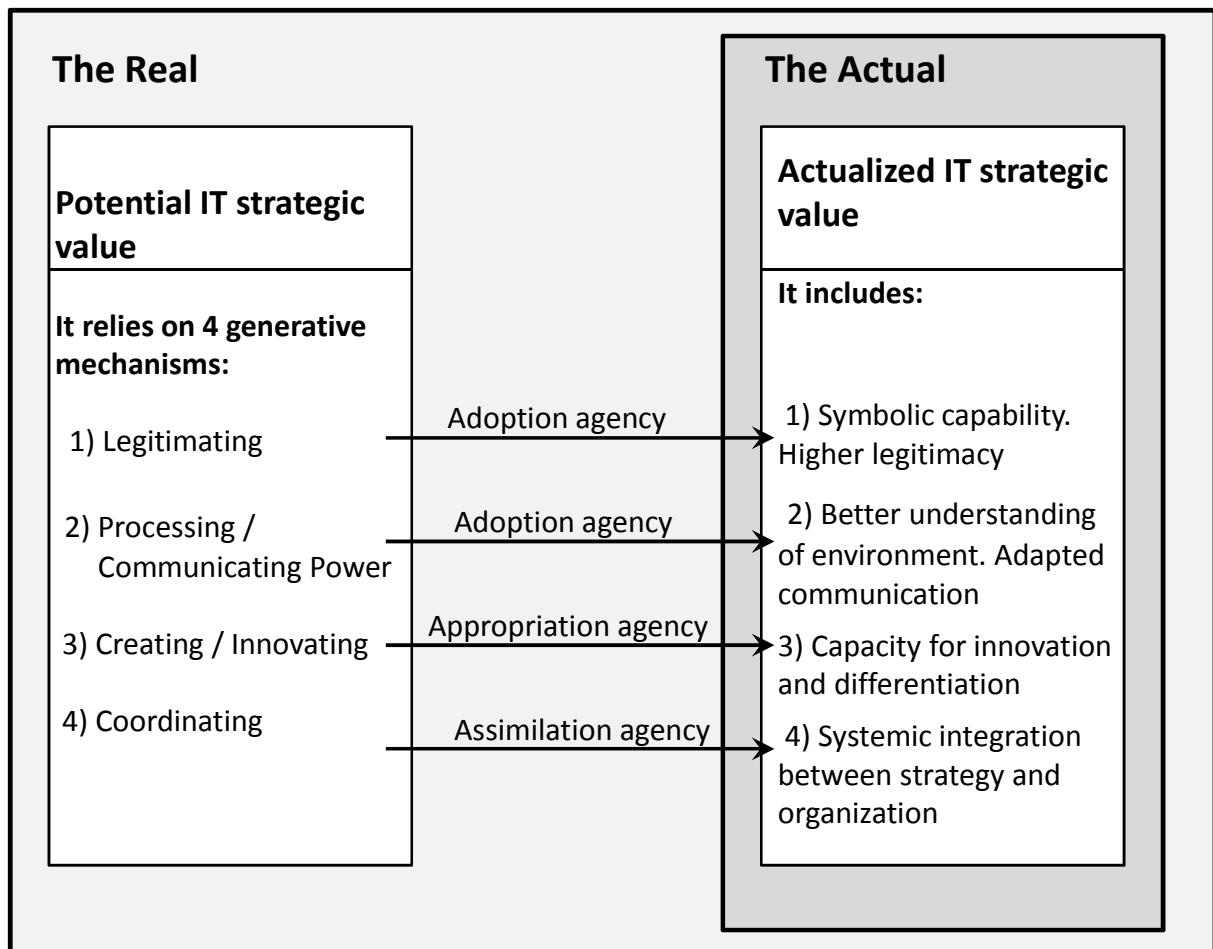 The Real
Potential IT strategic
value
It relies on 4 generative
mechanisms:
1) Legitimating
2) Processing /
Communicating Power
3) Creating / Innovating
4) Coordinating
Adoption agency
Adoption agency
Appropriation agency
Assimilation agency
The Actual
Actualized IT strategic
value
It includes:
1) Symbolic capability.
Higher legitimacy
2) Better understanding
of environment. Adapted
communication
3) Capacity for innovation
and differentiation
4) Systemic integration
between strategy and
organization